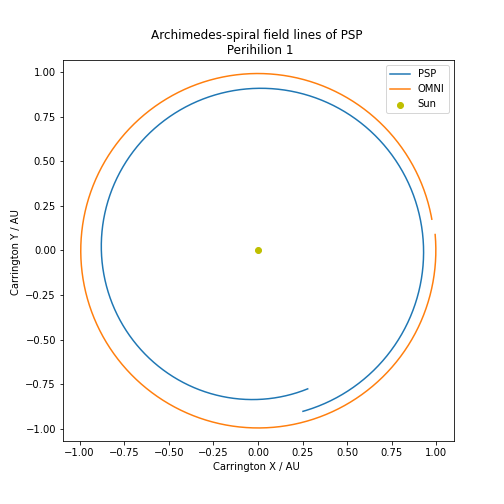 Archimedes-spiral field lines of PSP
Perihilion 1
PSP
OMNI
Sun
Carrington Y / AU
1.00
0.75
0.50
0.25
0.00
−0.25
−0.50
−0.75
−1.00
−1.00 −0.75 −0.50 −0.25 0.00 0.25 0.50 0.75 1.00
Carrington X / AU